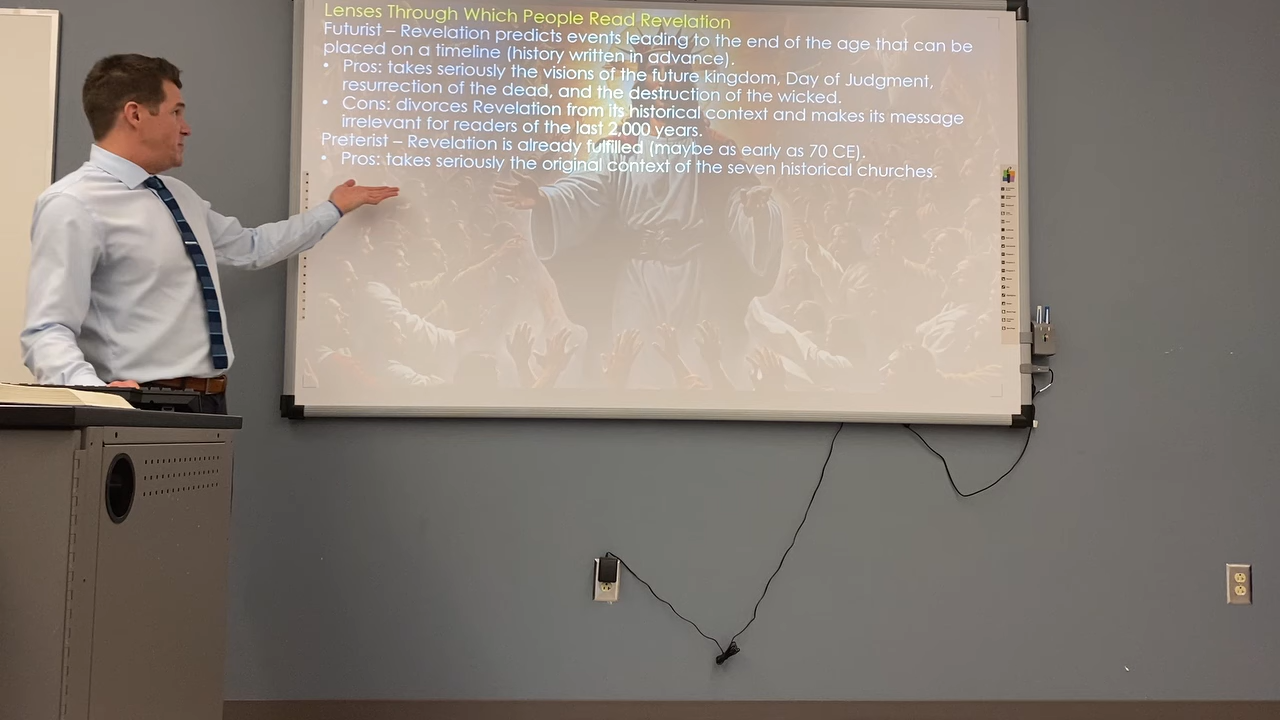 Lenses Through Which People Read Revelation
Futurist – Revelation predicts events leading to the end of the age that can be
placed on a timeline (history written in advance).
• Pros: takes seriously the visions of the future kingdom, Day of Judgment,
resurrection of the dead, and the destruction of the wicked.
• Cons: divorces Revelation from its historical context and makes its message
irrelevant for readers of the last 2,000 years.
Preterist – Revelation is already fulfilled (maybe as early as 70 CE).
• Pros: takes seriously the original context of the seven historical churches.